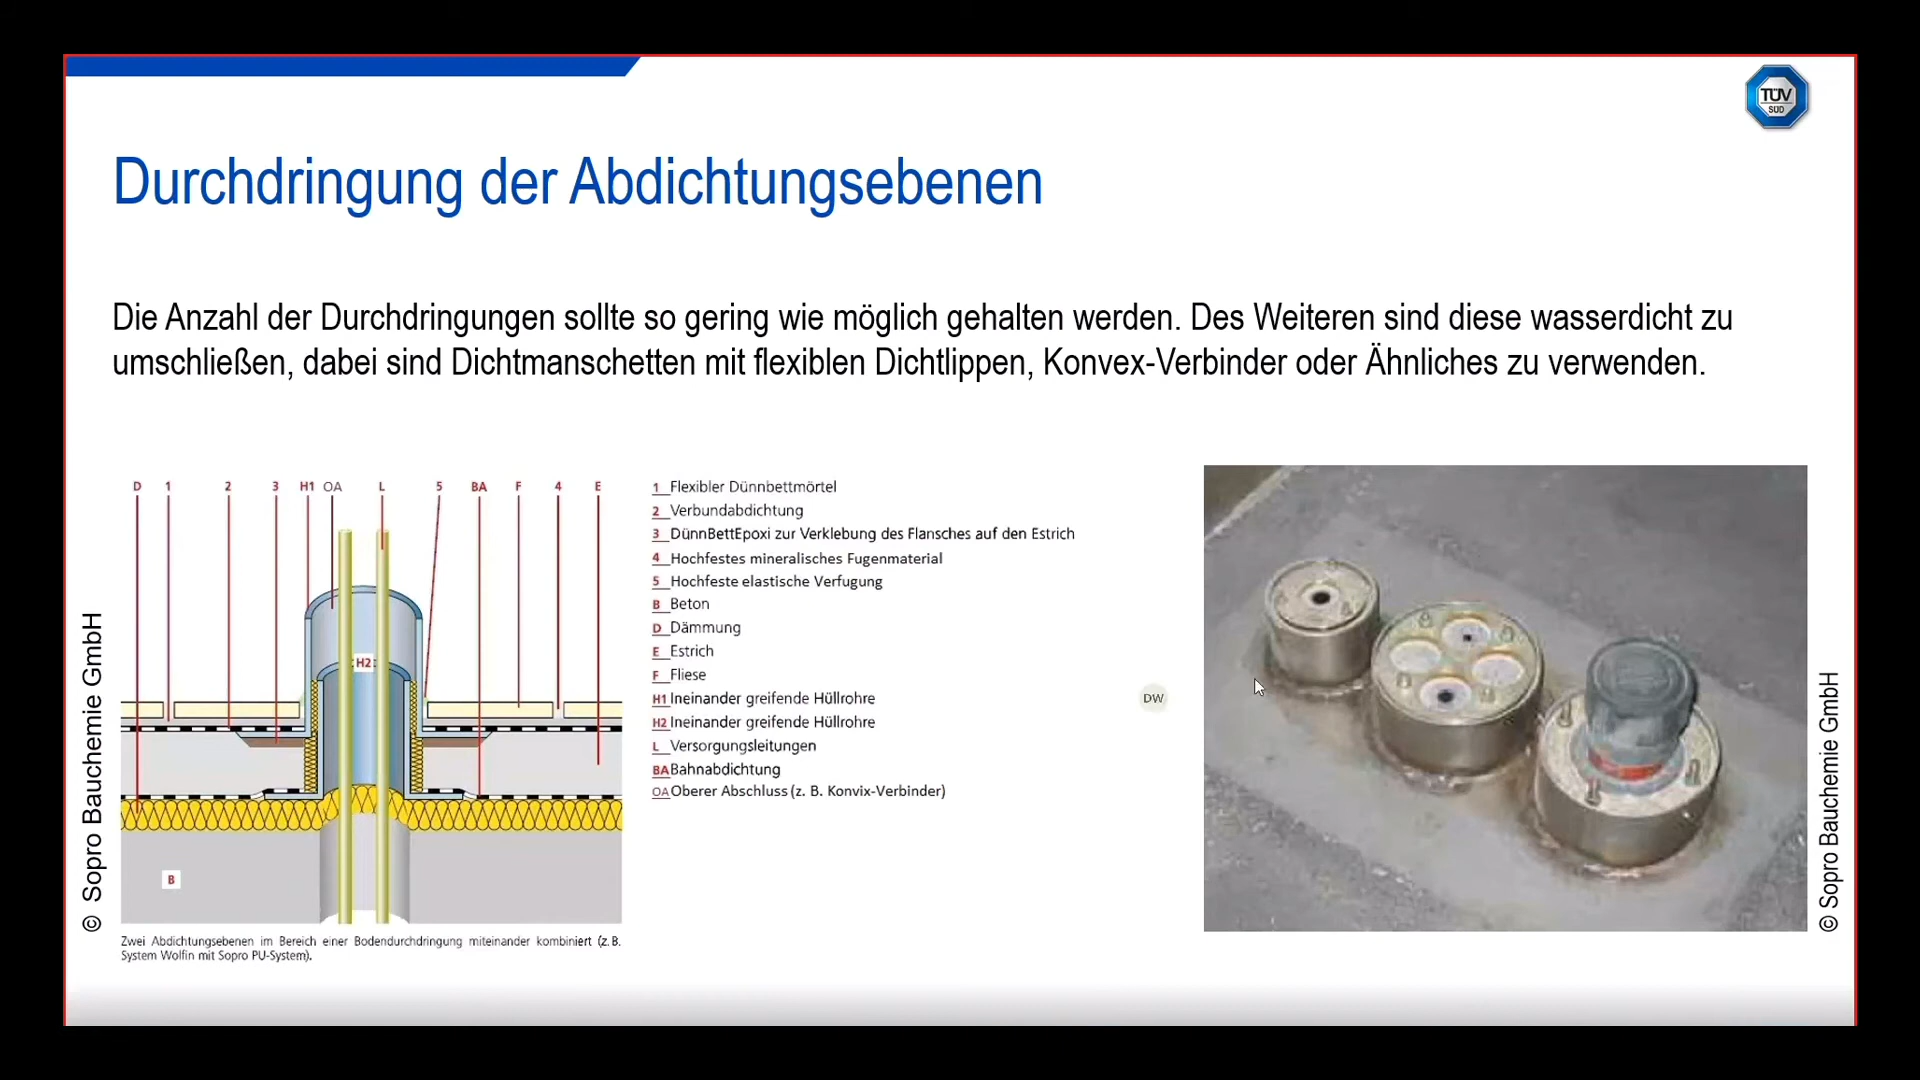 TÜV
SÜD
Durchdringung der Abdichtungsebenen
Die Anzahl der Durchdringungen sollte so gering wie möglich gehalten werden. Des Weiteren sind diese wasserdicht zu
umschließen, dabei sind Dichtmanschetten mit flexiblen Dichtlippen, Konvex-Verbinder oder Ähnliches zu verwenden.
D 1 2 3 H1 OA L 5 BA F 4 E
H2
B
© Sopro Bauchemie GmbH
Zwei Abdichtungsebenen im Bereich einer Bodendurchdringung miteinander kombiniert (z. B.
System Wolfin mit Sopro PU-System).
1 Flexibler Dünnbettmörtel
2 Verbundabdichtung
3 DünnBettEpoxi zur Verklebung des Flansches auf den Estrich
4 Hochfestes mineralisches Fugenmaterial
5 Hochfeste elastische Verfugung
B Beton
D Dämmung
E Estrich
F Fliese
H1 Ineinander greifende Hüllrohre
H2 Ineinander greifende Hüllrohre
L Versorgungsleitungen
BA Bahnabdichtung
OA Oberer Abschluss (z. B. Konvix-Verbinder)
DW
© Sopro Bauchemie GmbH